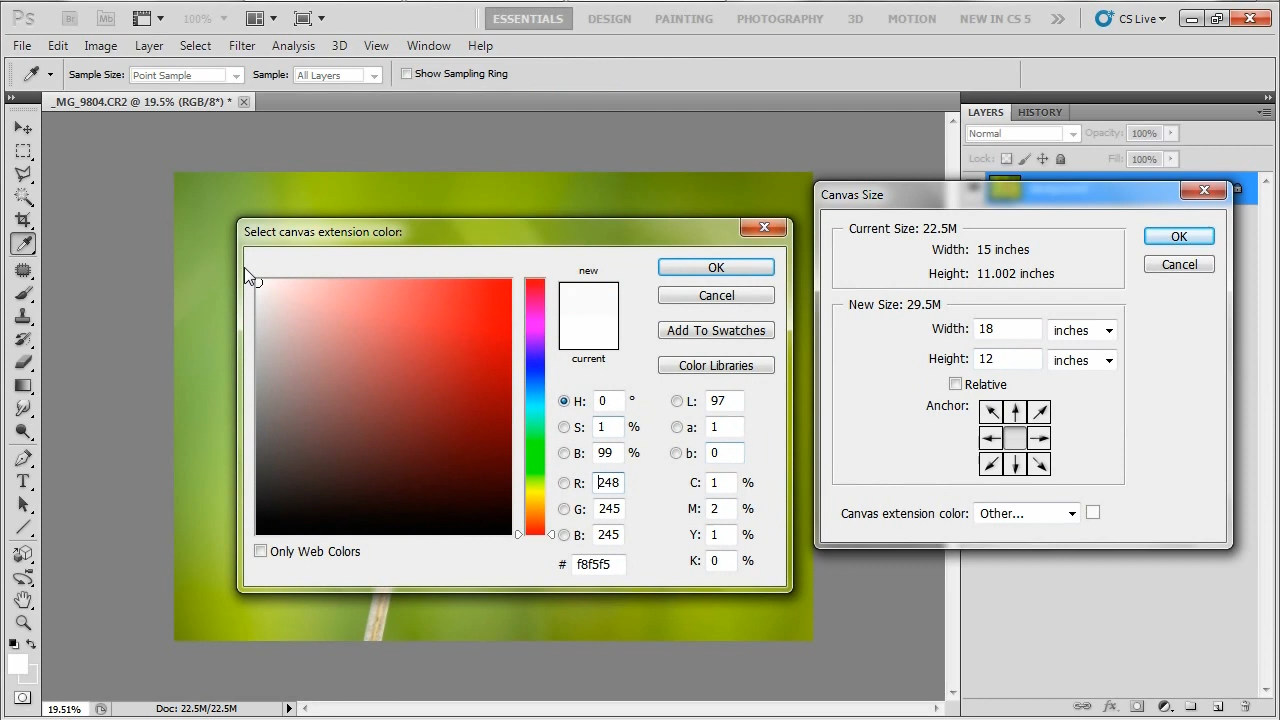 Ps Br Mb 100% ESSENTIALS DESIGN PAINTING PHOTOGRAPHY 3D MOTION NEW IN CS 5 CS Live
File Edit Image Layer Select Filter Analysis 3D View Window Help
Sample Size: Point Sample Sample: All Layers Show Sampling Ring
_MG_9804.CR2 @ 19.5% (RGB/8*) *
LAYERS HISTORY
Normal Opacity: 100%
Lock: Fill: 100%
Select canvas extension color:
new
current
OK
Cancel
Add To Swatches
Color Libraries
H: 0 ° L: 97
S: 1 % a: 1
B: 99 % b: 0
R: 248 C: 1 %
G: 245 M: 2 %
B: 245 Y: 1 %
# f8f5f5 K: 0 %
Only Web Colors
Canvas Size
Current Size: 22.5M
Width: 15 inches
Height: 11.002 inches
OK
Cancel
New Size: 29.5M
Width: 18 inches
Height: 12 inches
Relative
Anchor:
Canvas extension color: Other...
T
19.51% Doc: 22.5M/22.5M
fx